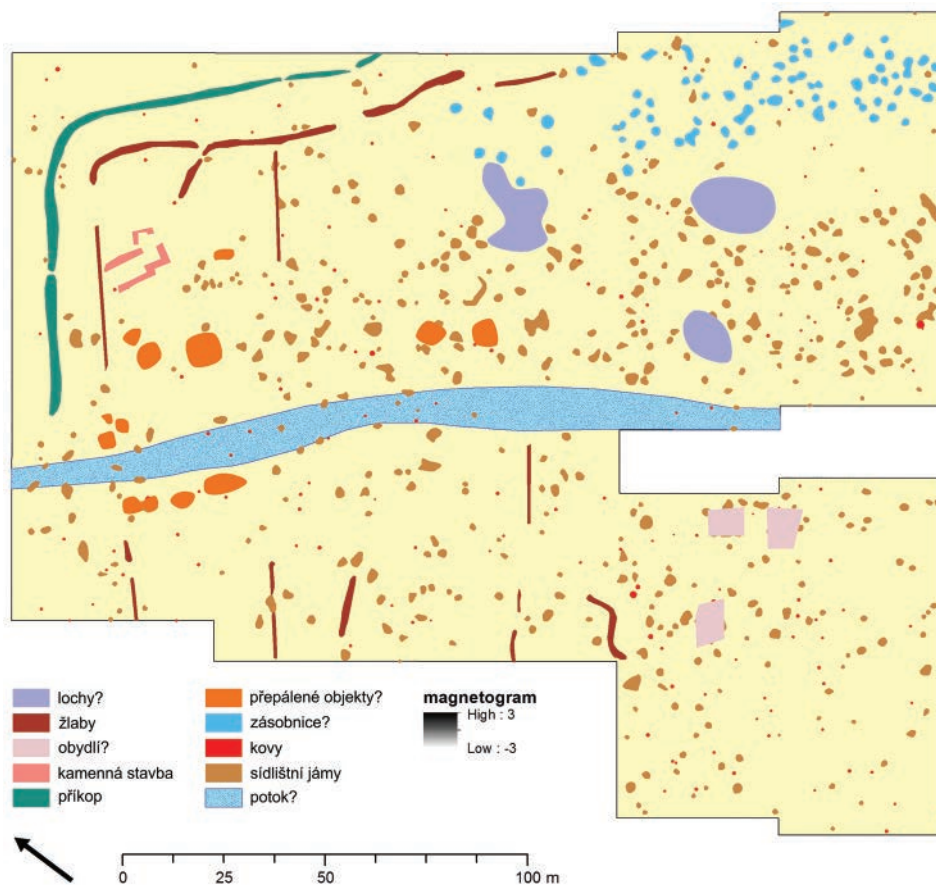 lochy?
žlaby
obydlí?
kamenná stavba
příkop
přepálené objekty?
zásobnice?
kovy
sídlištní jámy
potok?
magnetogram
High : 3
Low : -3
0 25 50 100 m